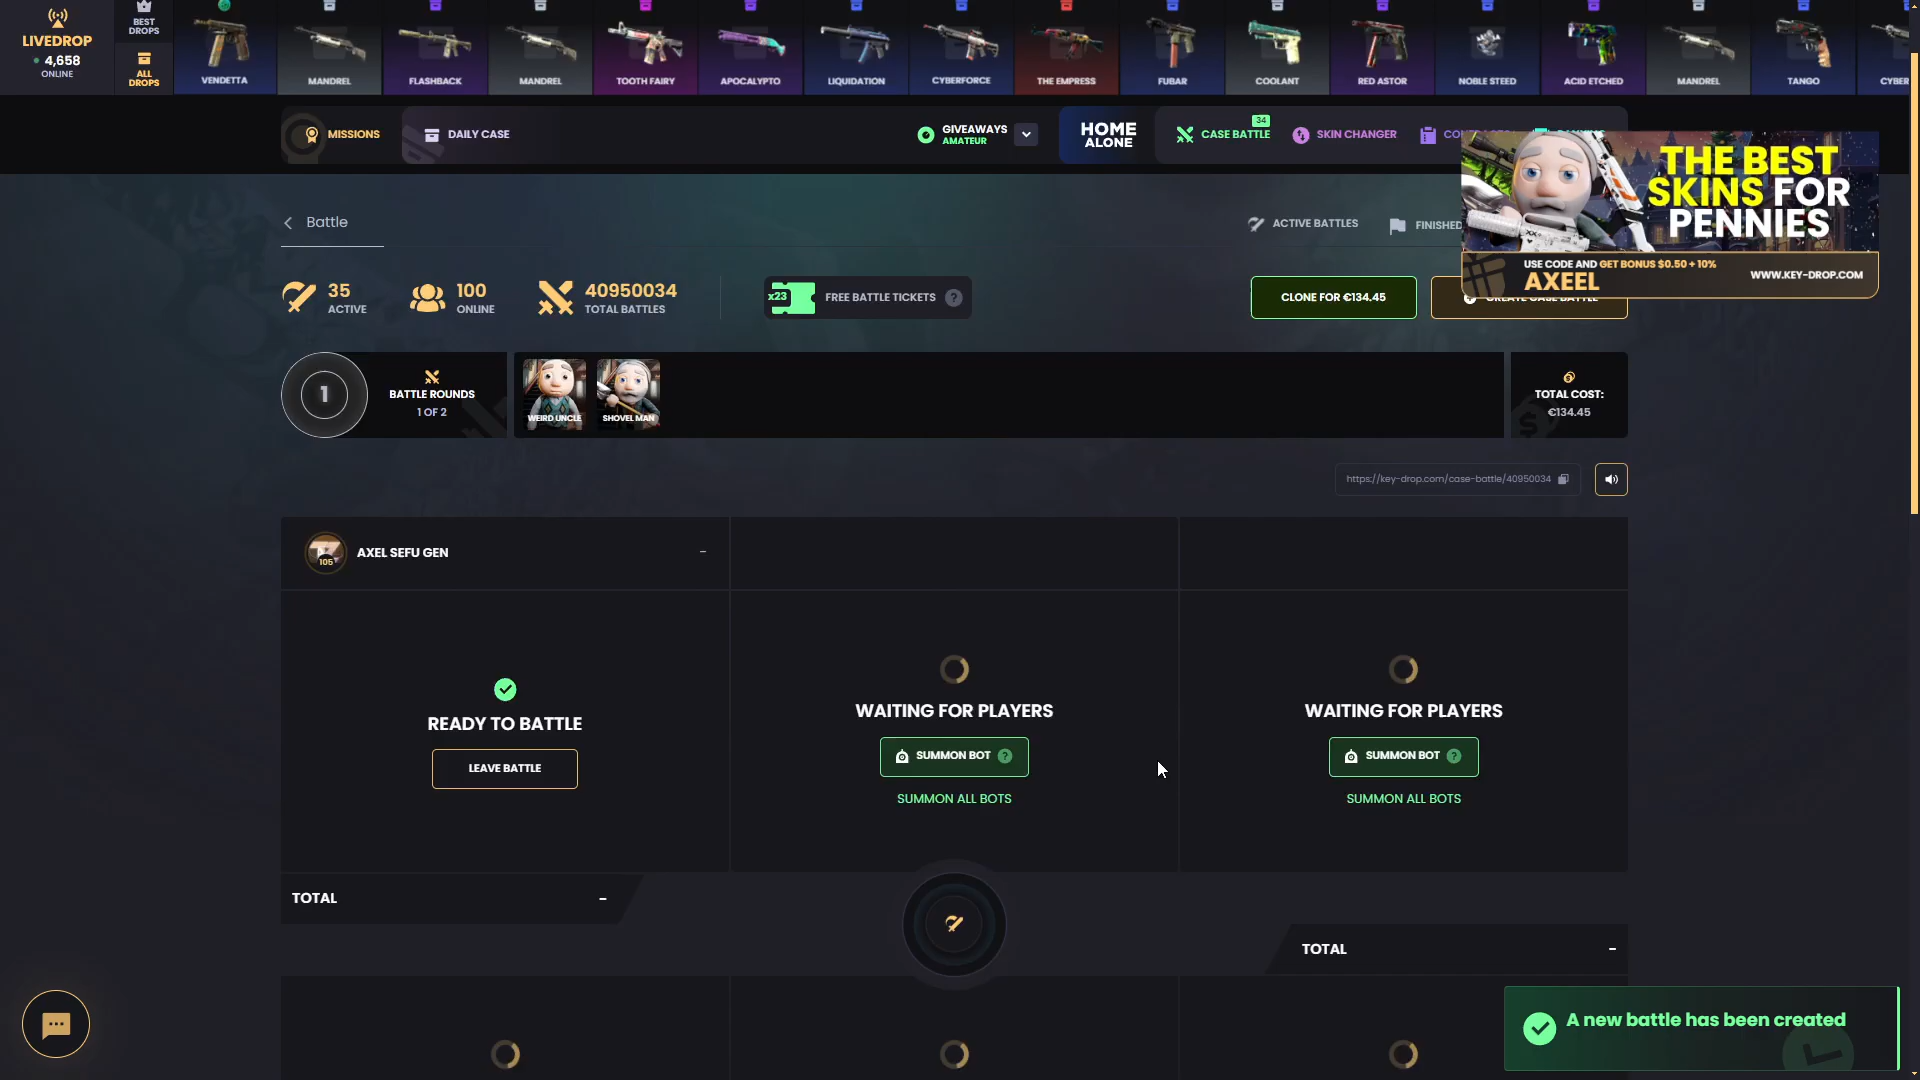 LIVEDROP
4,658
ONLINE
BEST
DROPS
ALL
DROPS
VENDETTA
MANDREL
FLASHBACK
MANDREL
TOOTH FAIRY
APOCALYPTO
LIQUIDATION
CYBERFORCE
THE EMPRESS
FUBAR
COOLANT
RED ASTOR
NOBLE STEED
ACID ETCHED
MANDREL
TANGO
CYBER
MISSIONS
DAILY CASE
GIVEAWAYS
AMATEUR
HOME
ALONE
34
CASE BATTLE
SKIN CHANGER
THE BEST
SKINS FOR
PENNIES
USE CODE AND GET BONUS $0.50 + 10%
AXEEL
WWW.KEY-DROP.COM
Battle
ACTIVE BATTLES
FINISHED
35
ACTIVE
100
ONLINE
40950034
TOTAL BATTLES
x23
FREE BATTLE TICKETS ?
CLONE FOR €134.45
CREATE CASE BATTLE
1
BATTLE ROUNDS
1 OF 2
WEIRD UNCLE
SHOVEL MAN
TOTAL COST:
€134.45
https://key-drop.com/case-battle/40950034
105
AXEL SEFU GEN
-
READY TO BATTLE
LEAVE BATTLE
WAITING FOR PLAYERS
SUMMON BOT ?
SUMMON ALL BOTS
WAITING FOR PLAYERS
SUMMON BOT ?
SUMMON ALL BOTS
TOTAL -
TOTAL -
A new battle has been created